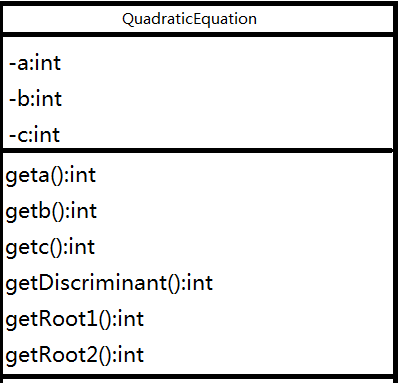 QuadraticEquation
-a:int
-b:int
-c:int
geta():int
getb():int
getc():int
getDiscriminant():int
getRoot1():int
getRoot2():int